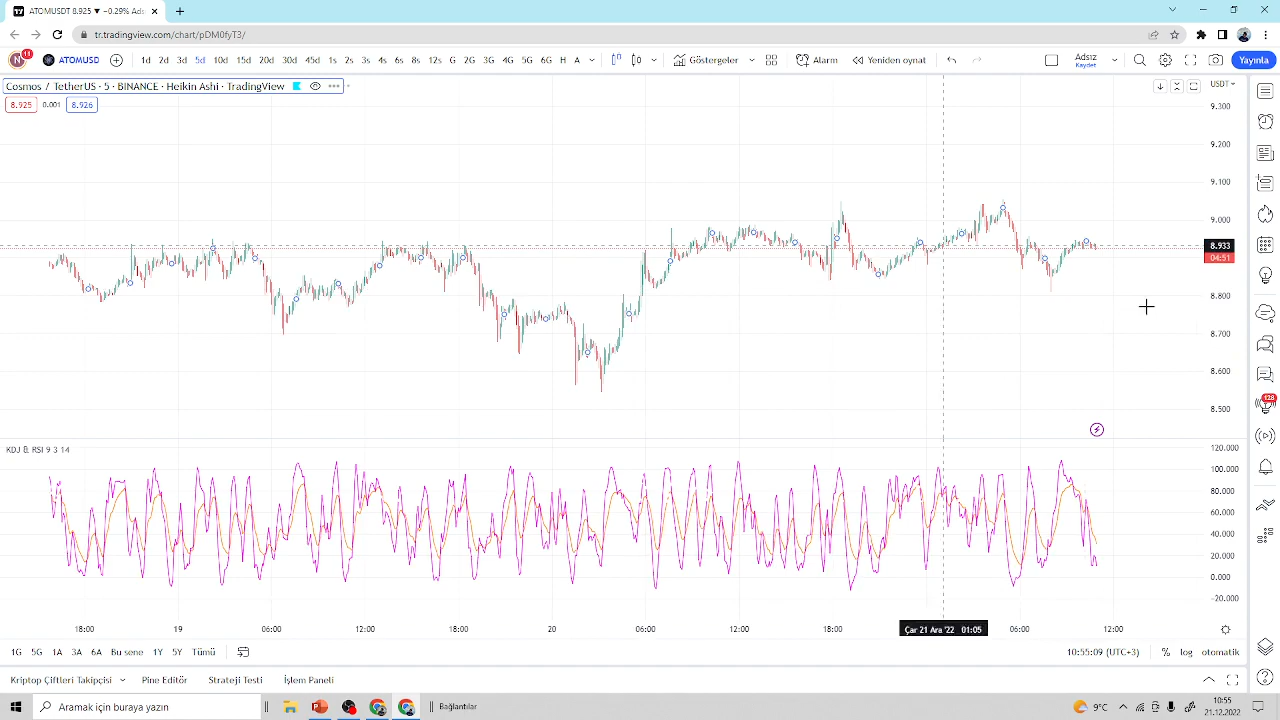 ATOMUSDT 8.925 ▼ −0.29% Ads
tr.tradingview.com/chart/pDM0fyT3/
N 11 ATOMUSD 1d 2d 3d 5d 10d 15d 20d 30d 45d 1s 2s 3s 4s 6s 8s 12s G 2G 3G 4G 5G S H A Göstergeler Alarm Yeniden oynat Adsız Kaydet Yayınla
Cosmos / TetherUS · 5 · BINANCE · Heikin Ashi · TradingView
USDT
8.925 0.001 8.926
9.300
9.200
9.100
9.000
8.933
04:51
8.800
8.700
8.600
8.500
128
KDJ & RSI 9 3 14
120.000
100.000
80.000
60.000
40.000
20.000
0.000
−20.000
18:00 19 06:00 12:00 18:00 20 06:00 12:00 18:00 Çar 21 Ara '22 01:05 06:00 12:00
1G 5G 1A 3A 6A Bu sene 1Y 5Y Tümü 10:55:09 (UTC+3) % log otomatik
Kriptop Çiftleri Takipçisi Pine Editör Strateji Testi İşlem Paneli
Aramak için buraya yazın Bağlantılar 9°C 10:55
21.12.2022